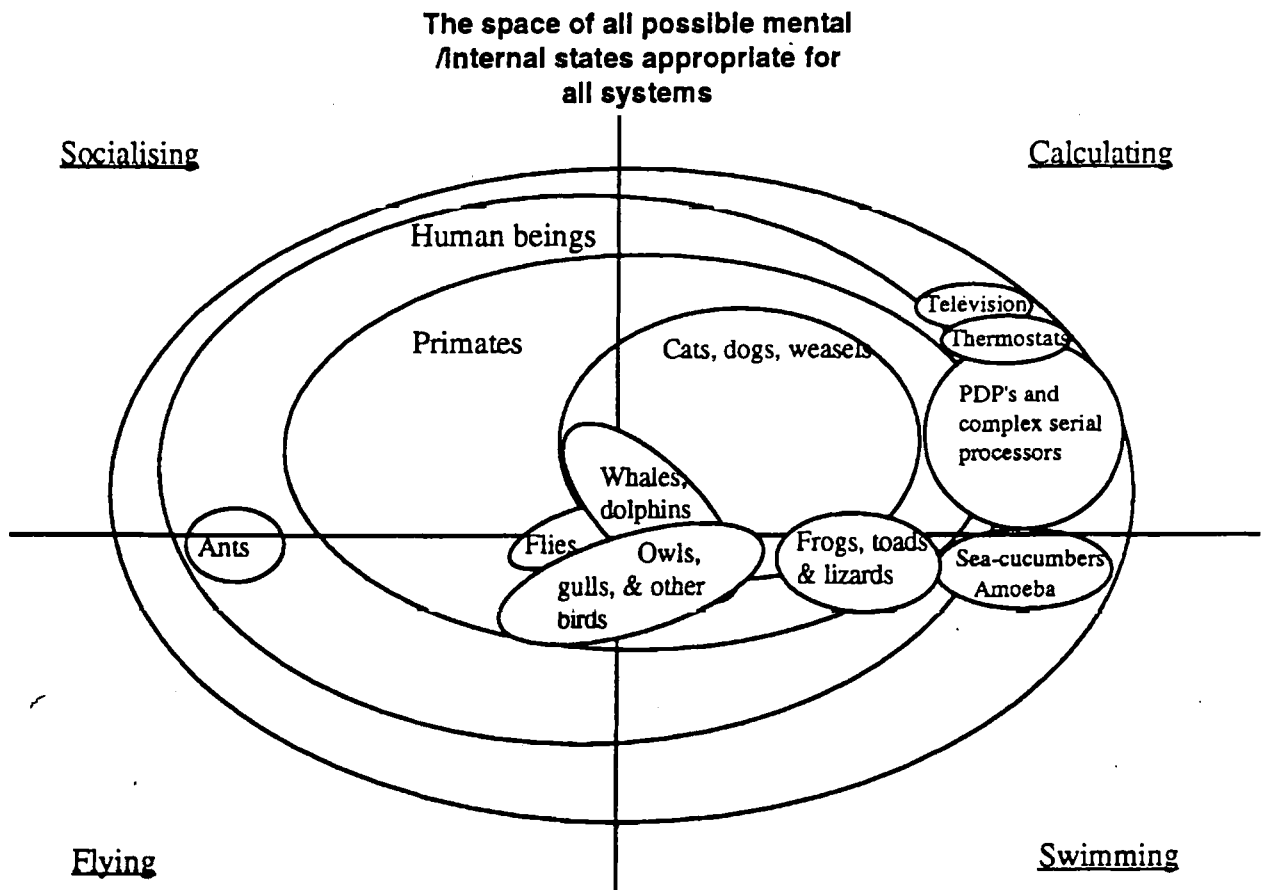 The space of all possible mental
/internal states appropriate for
all systems
Socialising
Calculating
Human beings
Television
Thermostats
Primates
Cats, dogs, weasels
PDP's and
complex serial
processors
Whales,
dolphins
Ants
Flies
Owls,
gulls, & other
birds
Frogs, toads
& lizards
Sea-cucumbers
Amoeba
Flying
Swimming